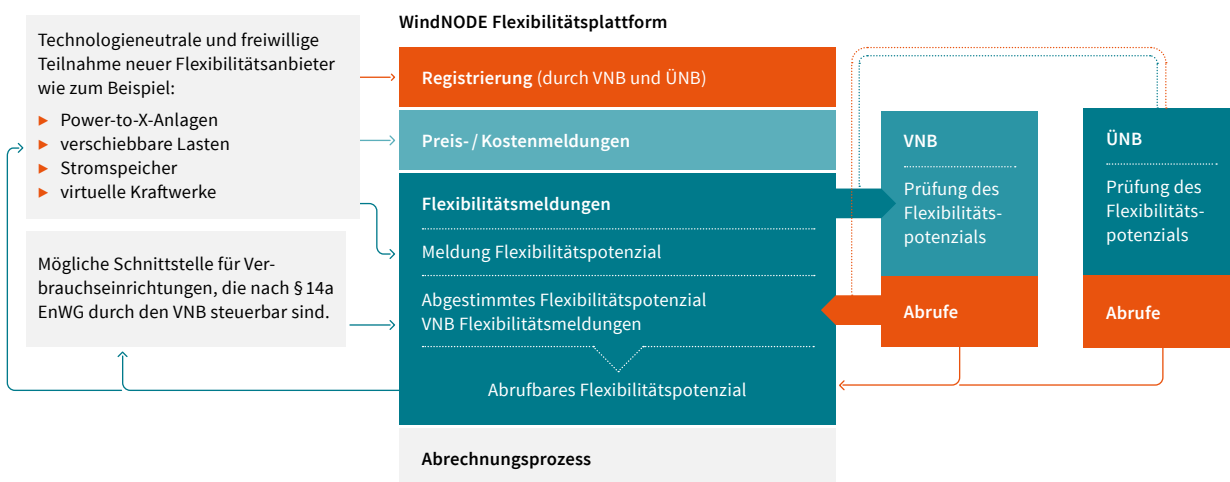 WindNODE Flexibilitätsplattform
Technologieneutrale und freiwillige
Teilnahme neuer Flexibilitätsanbieter
wie zum Beispiel:
Power-to-X-Anlagen
verschiebbare Lasten
Stromspeicher
virtuelle Kraftwerke
Mögliche Schnittstelle für Ver-
brauchseinrichtungen, die nach § 14a
EnWG durch den VNB steuerbar sind.
Registrierung (durch VNB und ÜNB)
Preis- / Kostenmeldungen
Flexibilitätsmeldungen
Meldung Flexibilitätspotenzial
Abgestimmtes Flexibilitätspotenzial
VNB Flexibilitätsmeldungen
Abrufbares Flexibilitätspotenzial
Abrechnungsprozess
VNB
Prüfung des
Flexibilitäts-
potenzials
Abrufe
ÜNB
Prüfung des
Flexibilitäts-
potenzials
Abrufe